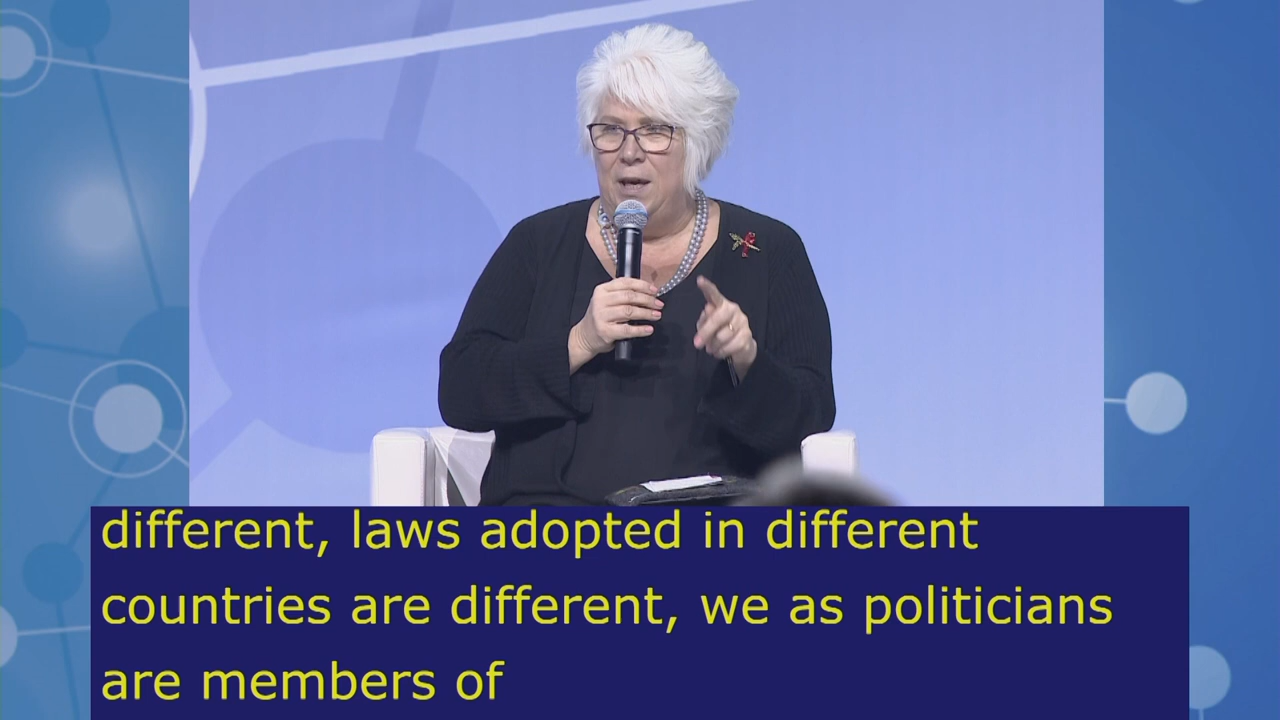 different, laws adopted in different
countries are different, we as politicians
are members of